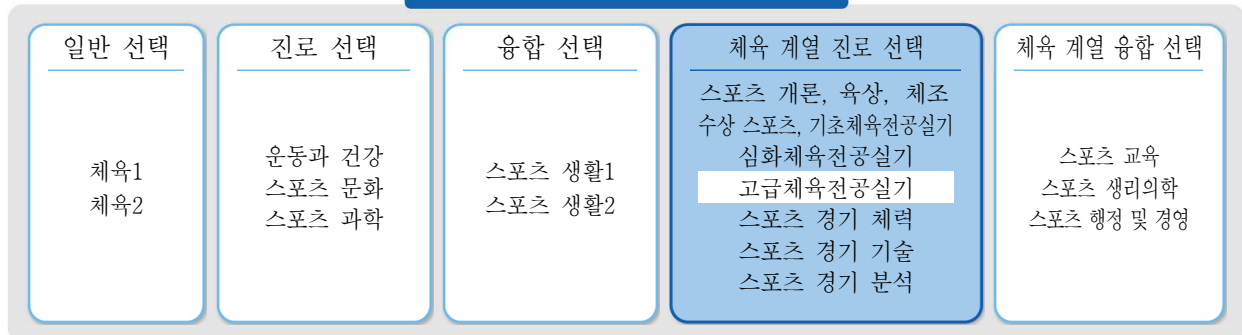 일반 선택
체육1
체육2
진로 선택
운동과 건강
스포츠 문화
스포츠 과학
융합 선택
스포츠 생활1
스포츠 생활2
체육 계열 진로 선택
스포츠 개론, 육상, 체조
수상 스포츠, 기초체육전공실기
심화체육전공실기
고급체육전공실기
스포츠 경기 체력
스포츠 경기 기술
스포츠 경기 분석
체육 계열 융합 선택
스포츠 교육
스포츠 생리의학
스포츠 행정 및 경영